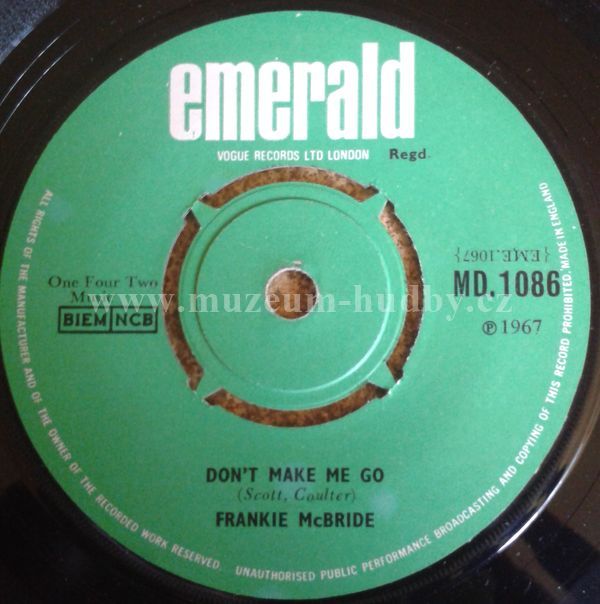 emerald
VOGUE RECORDS LTD LONDON Regd.
{EME.1067}
One Four Two
MD.1086
BIEM NCB
℗ 1967
www.muzeum-hudby.cz
DON'T MAKE ME GO
(Scott, Coulter)
FRANKIE McBRIDE
ALL RIGHTS OF THE MANUFACTURER AND OF THE OWNER OF THE RECORDED WORK RESERVED. UNAUTHORISED PUBLIC PERFORMANCE BROADCASTING AND COPYING OF THIS RECORD PROHIBITED. MADE IN ENGLAND